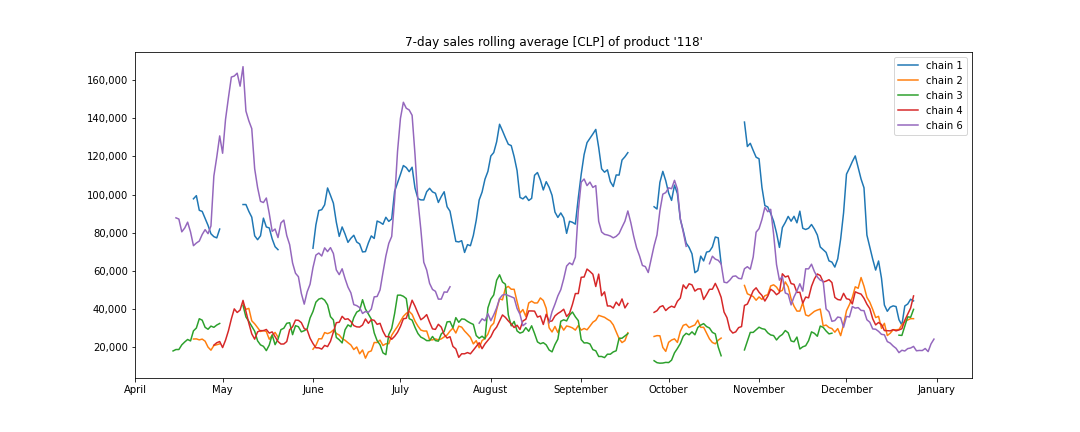 7-day sales rolling average [CLP] of product '118'
160,000
140,000
120,000
100,000
80,000
60,000
40,000
20,000
chain 1
chain 2
chain 3
chain 4
chain 6
April May June July August September October November December January